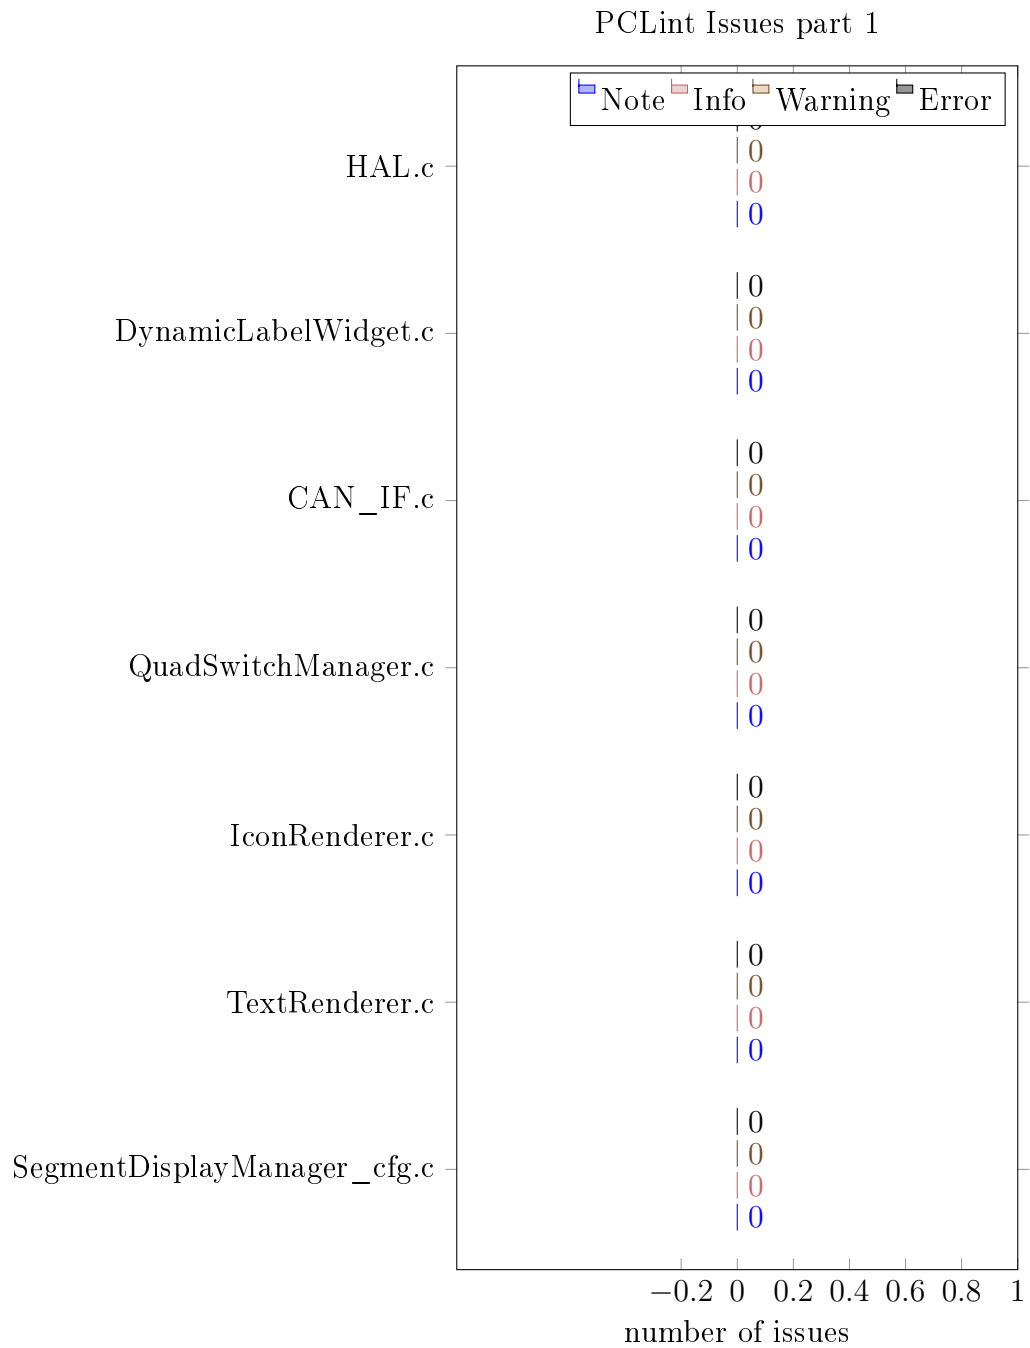 PCLint Issues part 1
Note Info Warning Error
0
HAL.c
0
0
0
0
DynamicLabelWidget.c
0
0
0
0
CAN_IF.c
0
0
0
0
QuadSwitchManager.c
0
0
0
0
IconRenderer.c
0
0
0
0
TextRenderer.c
0
0
0
0
SegmentDisplayManager_cfg.c
0
0
0
−0.2 0 0.2 0.4 0.6 0.8 1
number of issues